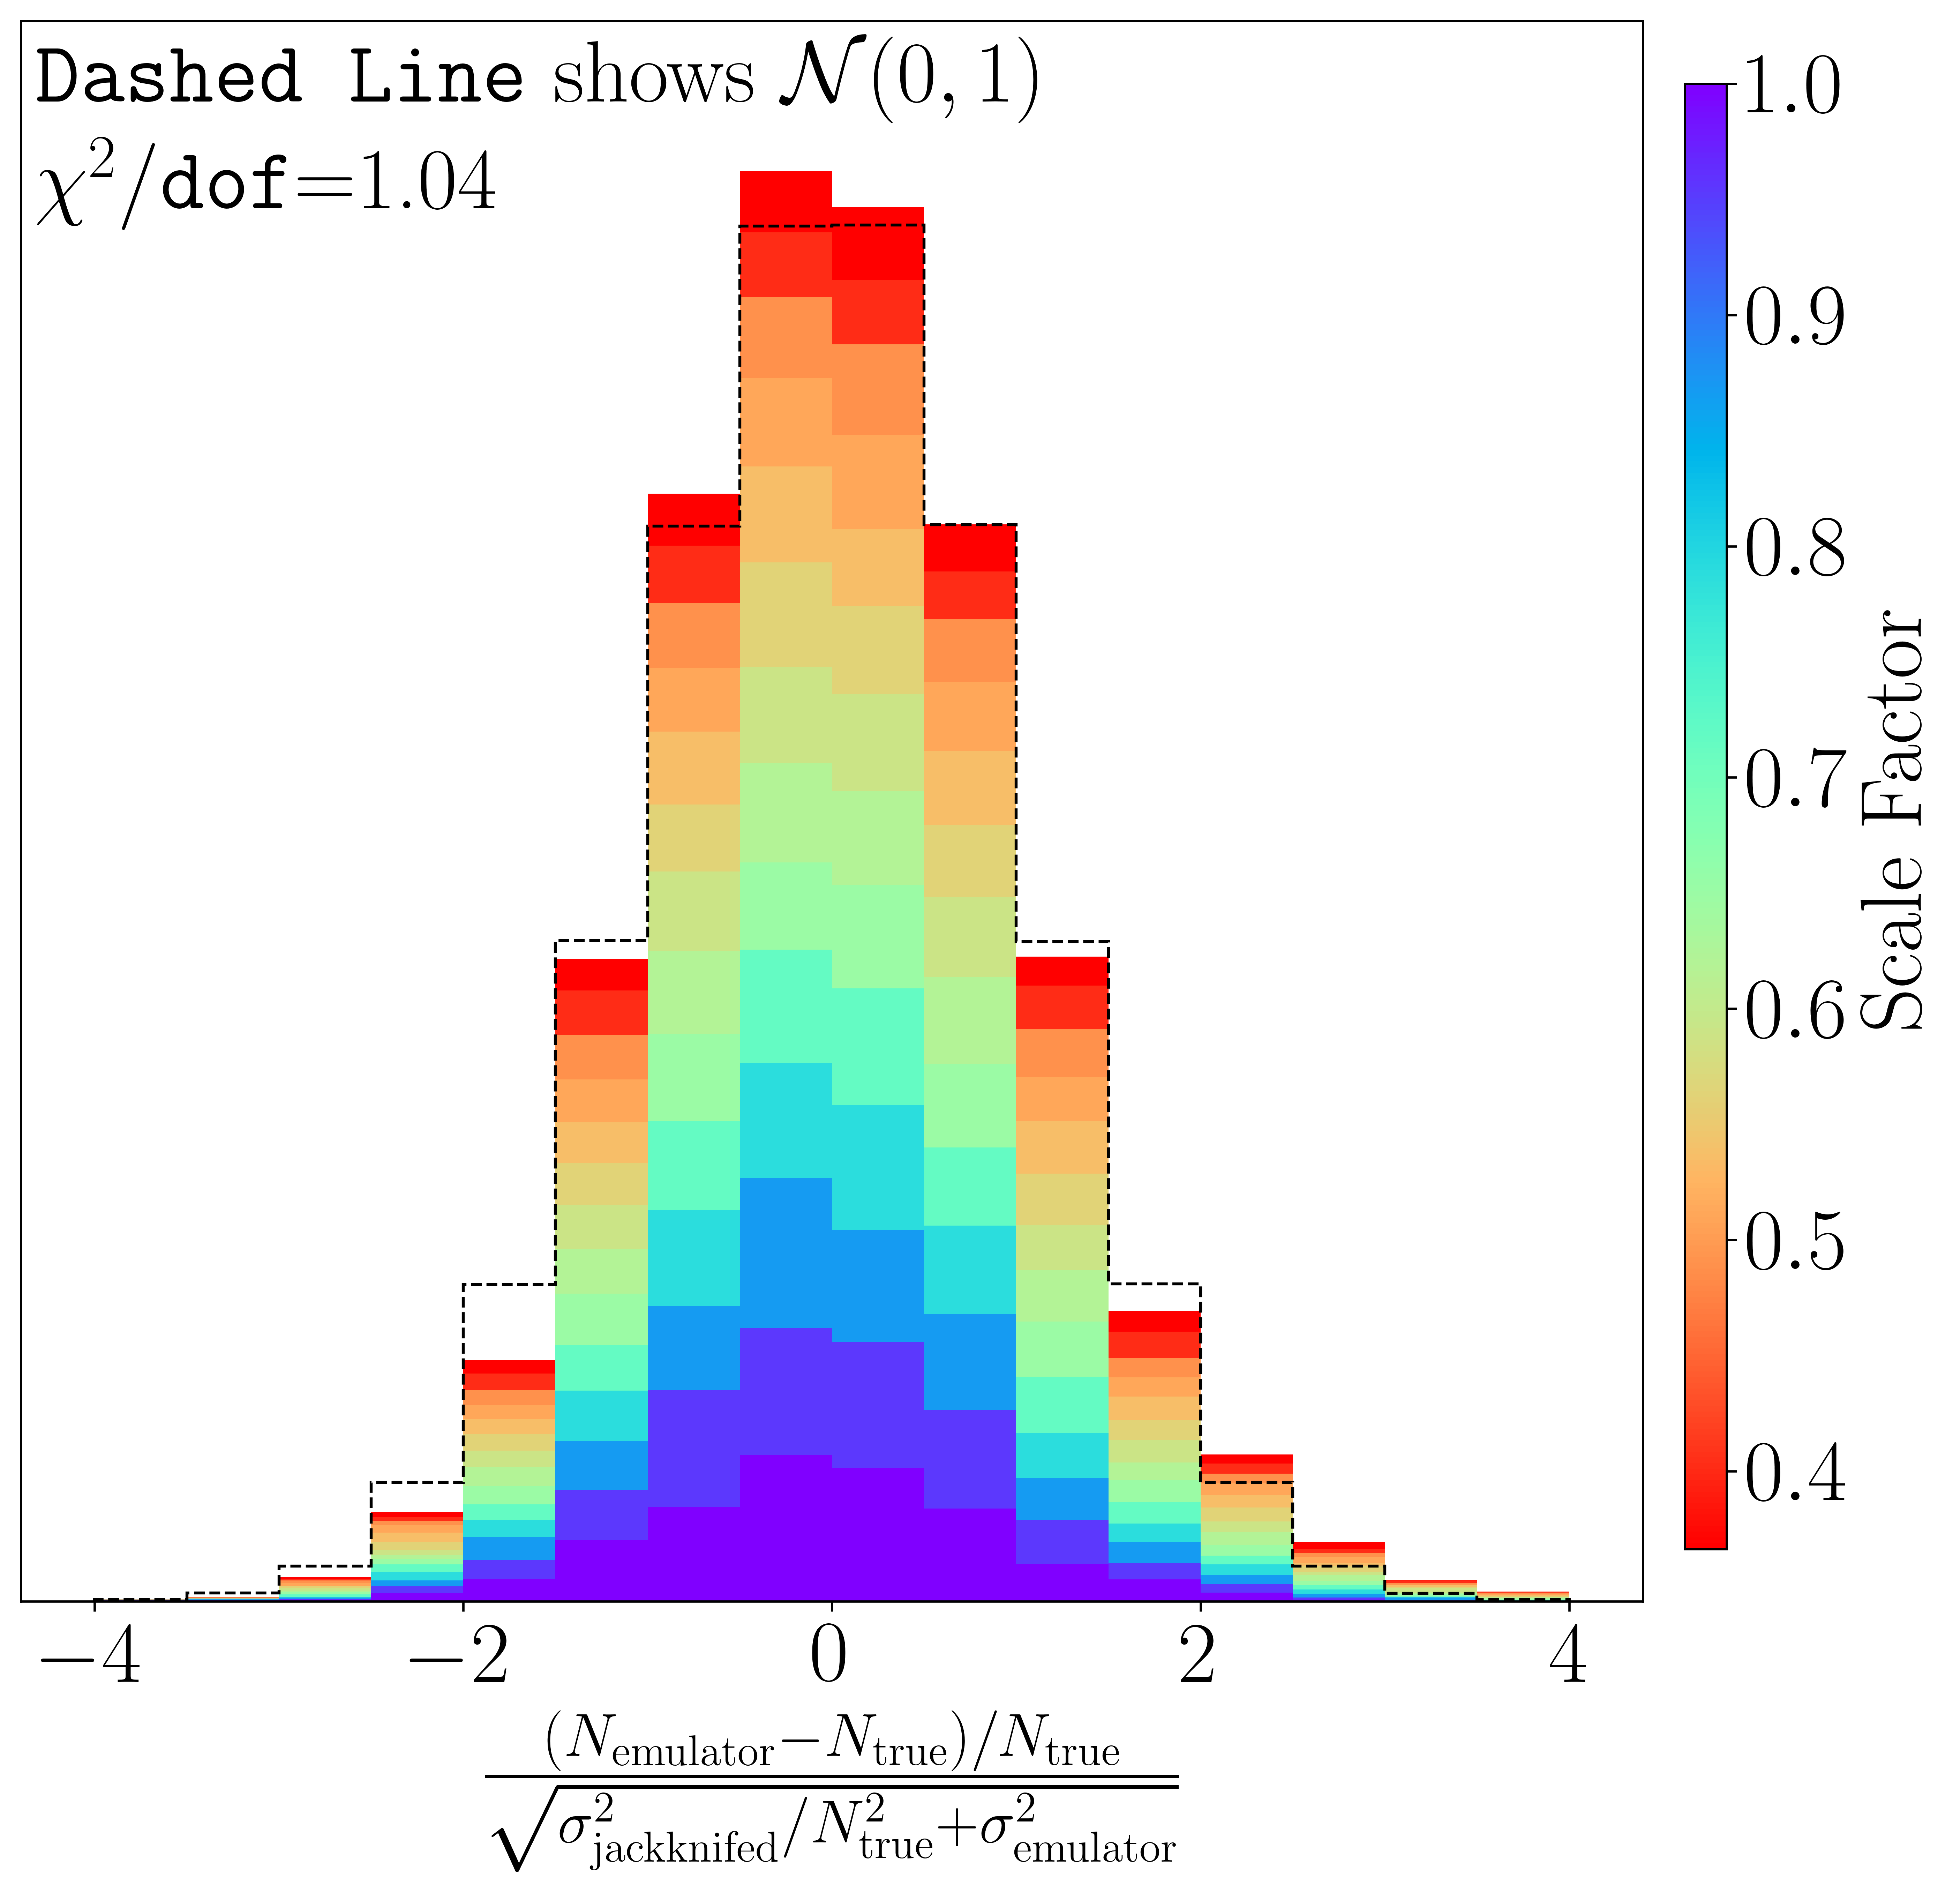 Dashed Line shows 𝒩(0, 1)
χ²/dof=1.04
1.0
0.9
0.8
0.7
0.6
0.5
0.4
Scale Factor
−4 −2 0 2 4
(N_emulator−N_true)/N_true
√σ²_jackknifed/N²_true+σ²_emulator